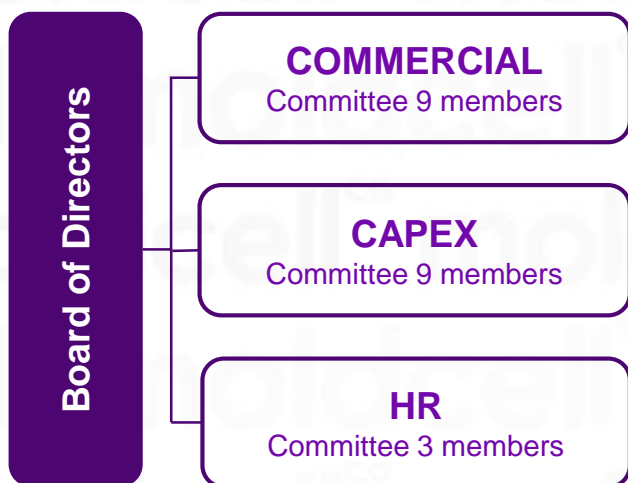 Board of Directors
COMMERCIAL
Committee 9 members
CAPEX
Committee 9 members
HR
Committee 3 members